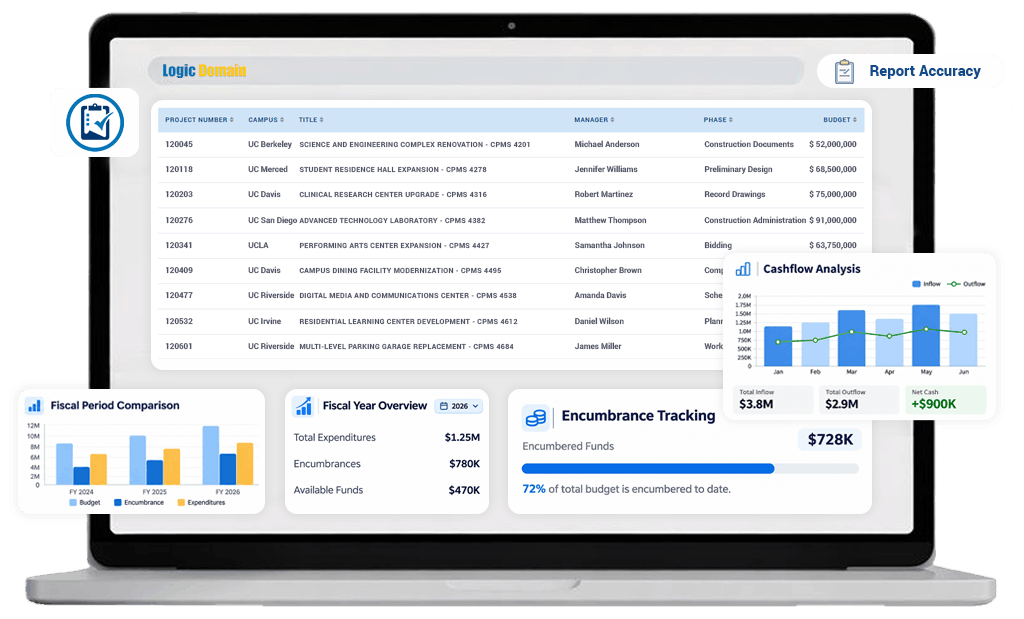 Logic Domain
Report Accuracy
PROJECT NUMBER CAMPUS TITLE MANAGER PHASE BUDGET
120045 UC Berkeley SCIENCE AND ENGINEERING COMPLEX RENOVATION - CPMS 4201 Michael Anderson Construction Documents $ 52,000,000
120118 UC Merced STUDENT RESIDENCE HALL EXPANSION - CPMS 4278 Jennifer Williams Preliminary Design $ 68,500,000
120203 UC Davis CLINICAL RESEARCH CENTER UPGRADE - CPMS 4316 Robert Martinez Record Drawings $ 75,000,000
120276 UC San Diego ADVANCED TECHNOLOGY LABORATORY - CPMS 4382 Matthew Thompson Construction Administration $ 91,000,000
120341 UCLA PERFORMING ARTS CENTER EXPANSION - CPMS 4427 Samantha Johnson Bidding $ 63,750,000
120409 UC Davis CAMPUS DINING FACILITY MODERNIZATION - CPMS 4495 Christopher Brown
120477 UC Riverside DIGITAL MEDIA AND COMMUNICATIONS CENTER - CPMS 4538 Amanda Davis
120532 UC Irvine RESIDENTIAL LEARNING CENTER DEVELOPMENT - CPMS 4612 Daniel Wilson
120601 UC Riverside MULTI-LEVEL PARKING GARAGE REPLACEMENT - CPMS 4684 James Miller
Cashflow Analysis
Inflow Outflow
2.0M
1.75M
1.5M
1.25M
1.0M
750K
500K
250K
0
Jan Feb Mar Apr May Jun
Total Inflow Total Outflow Net Cash
$3.8M $2.9M +$900K
Fiscal Period Comparison
12M
10M
8M
6M
4M
2M
0
FY 2024 FY 2025 FY 2026
Budget Encumbrance Expenditures
Fiscal Year Overview 2026
Total Expenditures $1.25M
Encumbrances $780K
Available Funds $470K
Encumbrance Tracking
Encumbered Funds $728K
72% of total budget is encumbered to date.